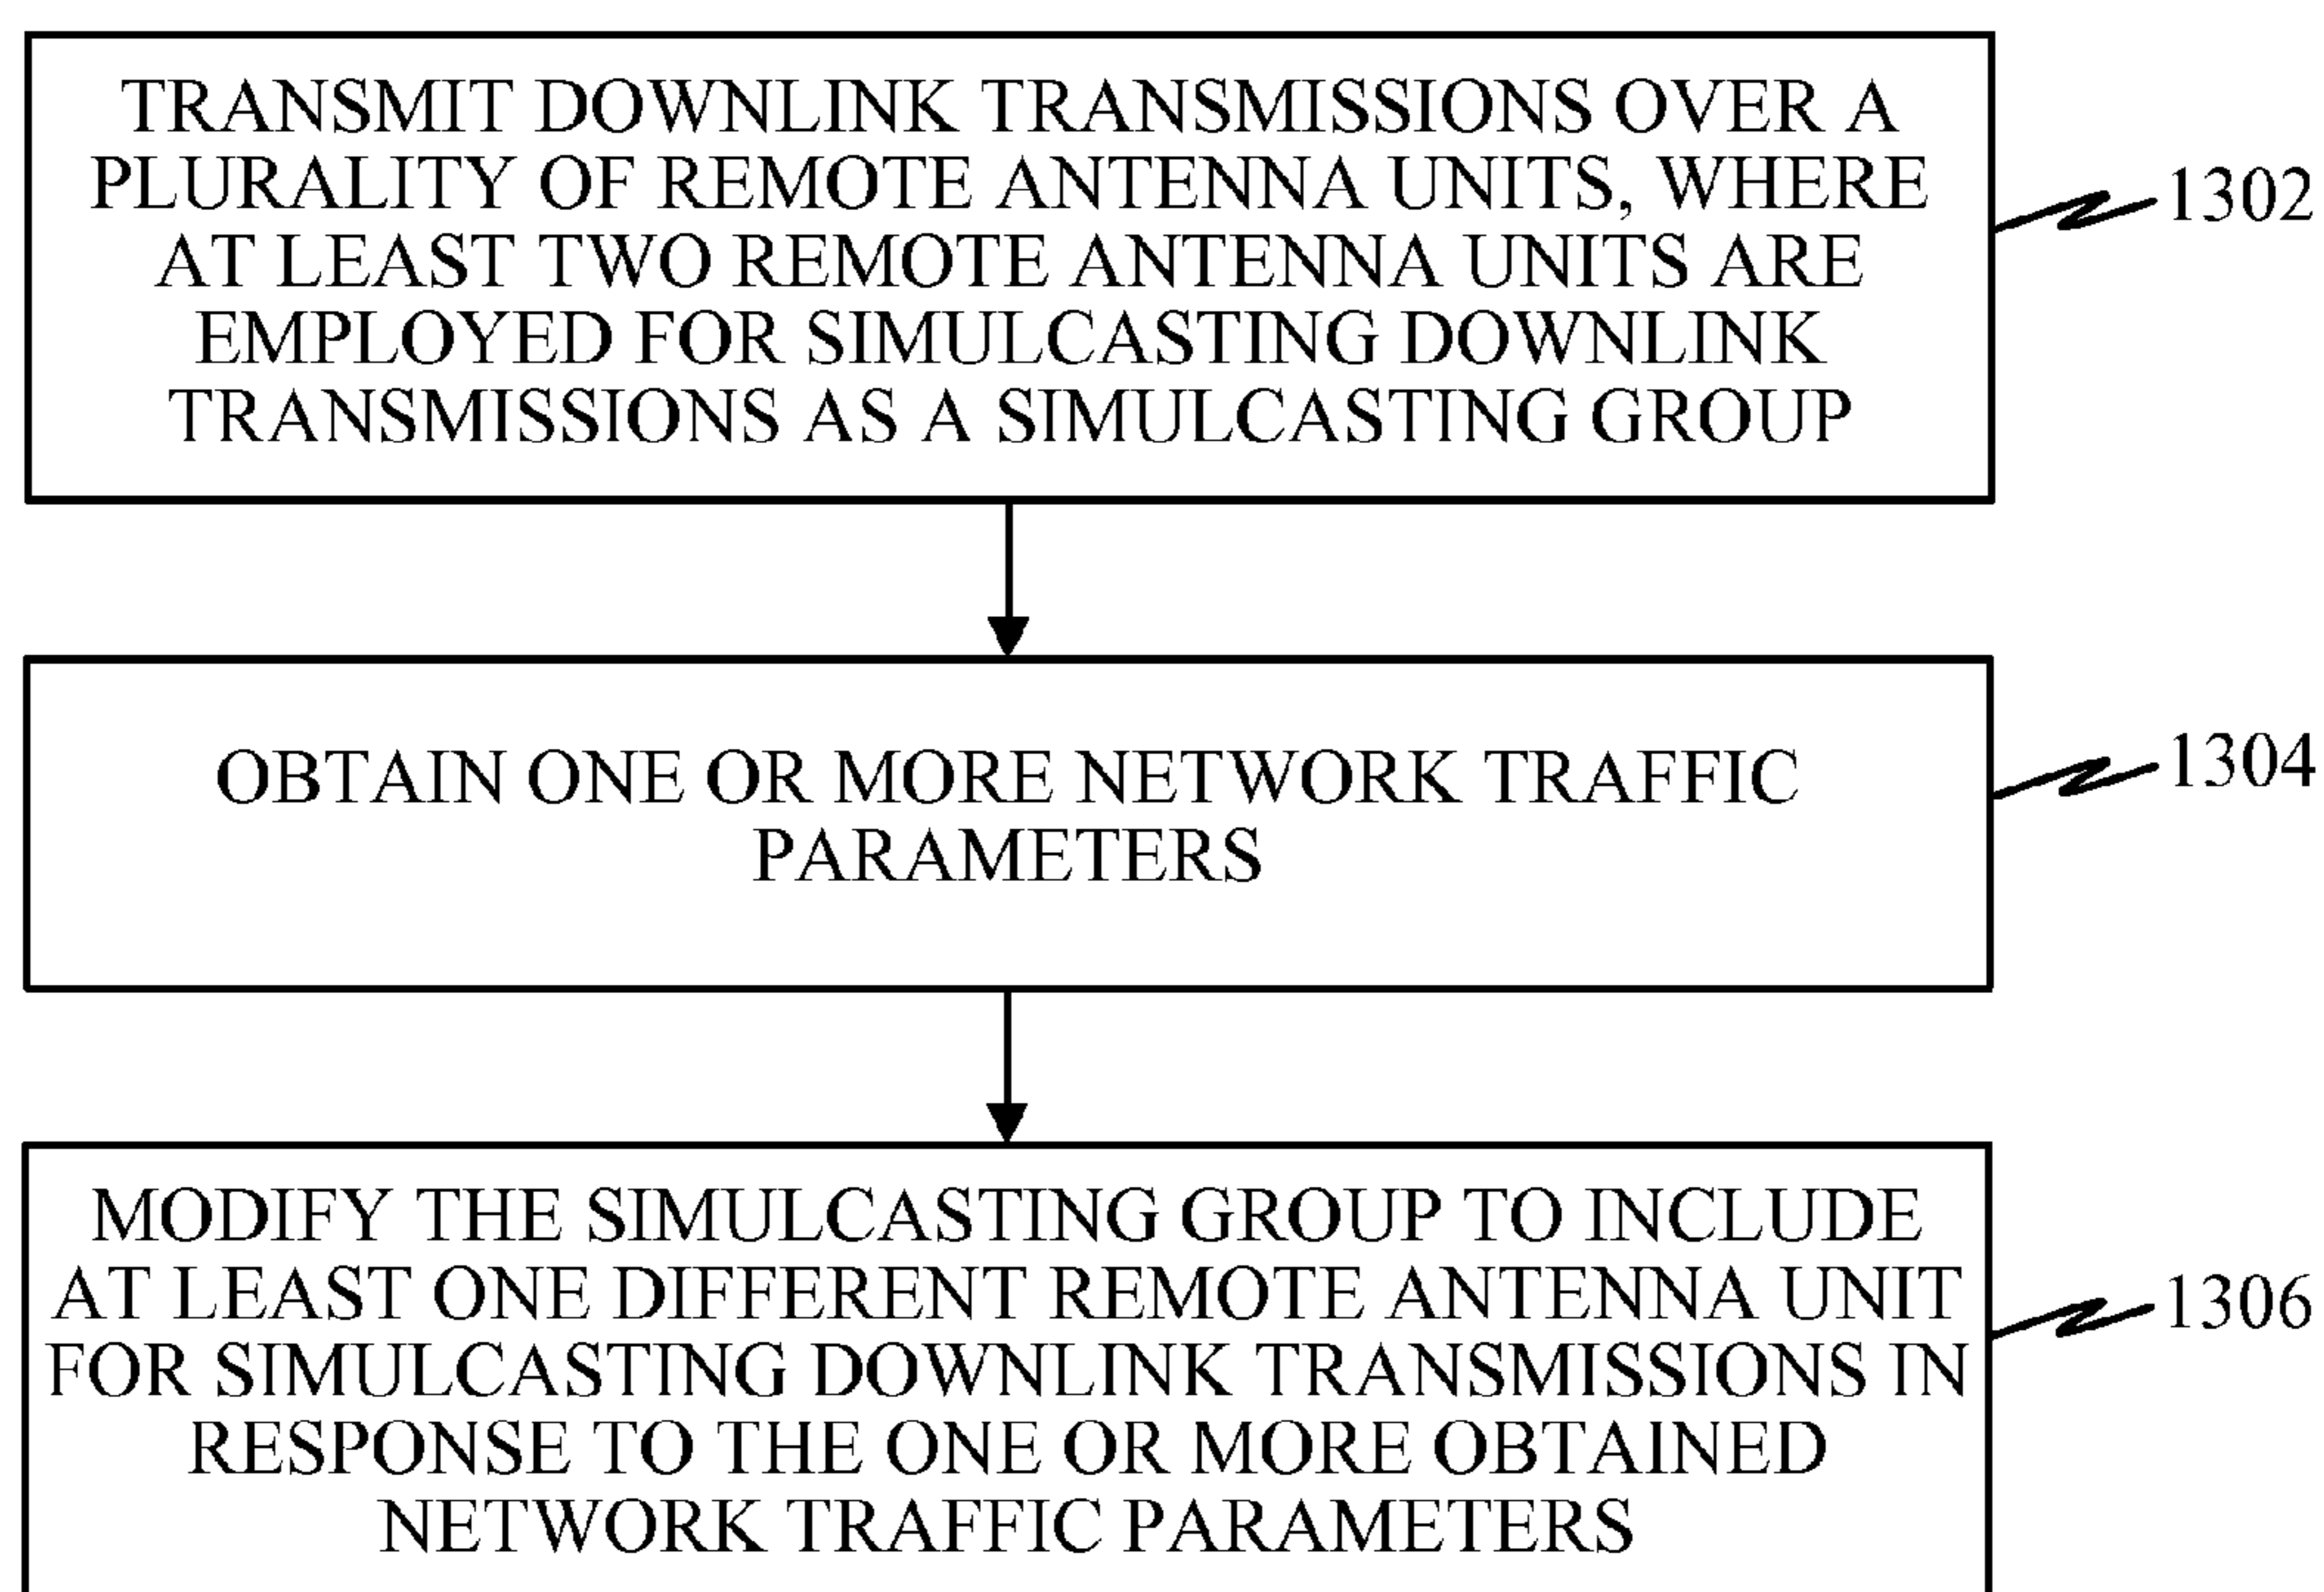 TRANSMIT DOWNLINK TRANSMISSIONS OVER A
PLURALITY OF REMOTE ANTENNA UNITS, WHERE
AT LEAST TWO REMOTE ANTENNA UNITS ARE
EMPLOYED FOR SIMULCASTING DOWNLINK
TRANSMISSIONS AS A SIMULCASTING GROUP
1302
OBTAIN ONE OR MORE NETWORK TRAFFIC
PARAMETERS
1304
MODIFY THE SIMULCASTING GROUP TO INCLUDE
AT LEAST ONE DIFFERENT REMOTE ANTENNA UNIT
FOR SIMULCASTING DOWNLINK TRANSMISSIONS IN
RESPONSE TO THE ONE OR MORE OBTAINED
NETWORK TRAFFIC PARAMETERS
1306